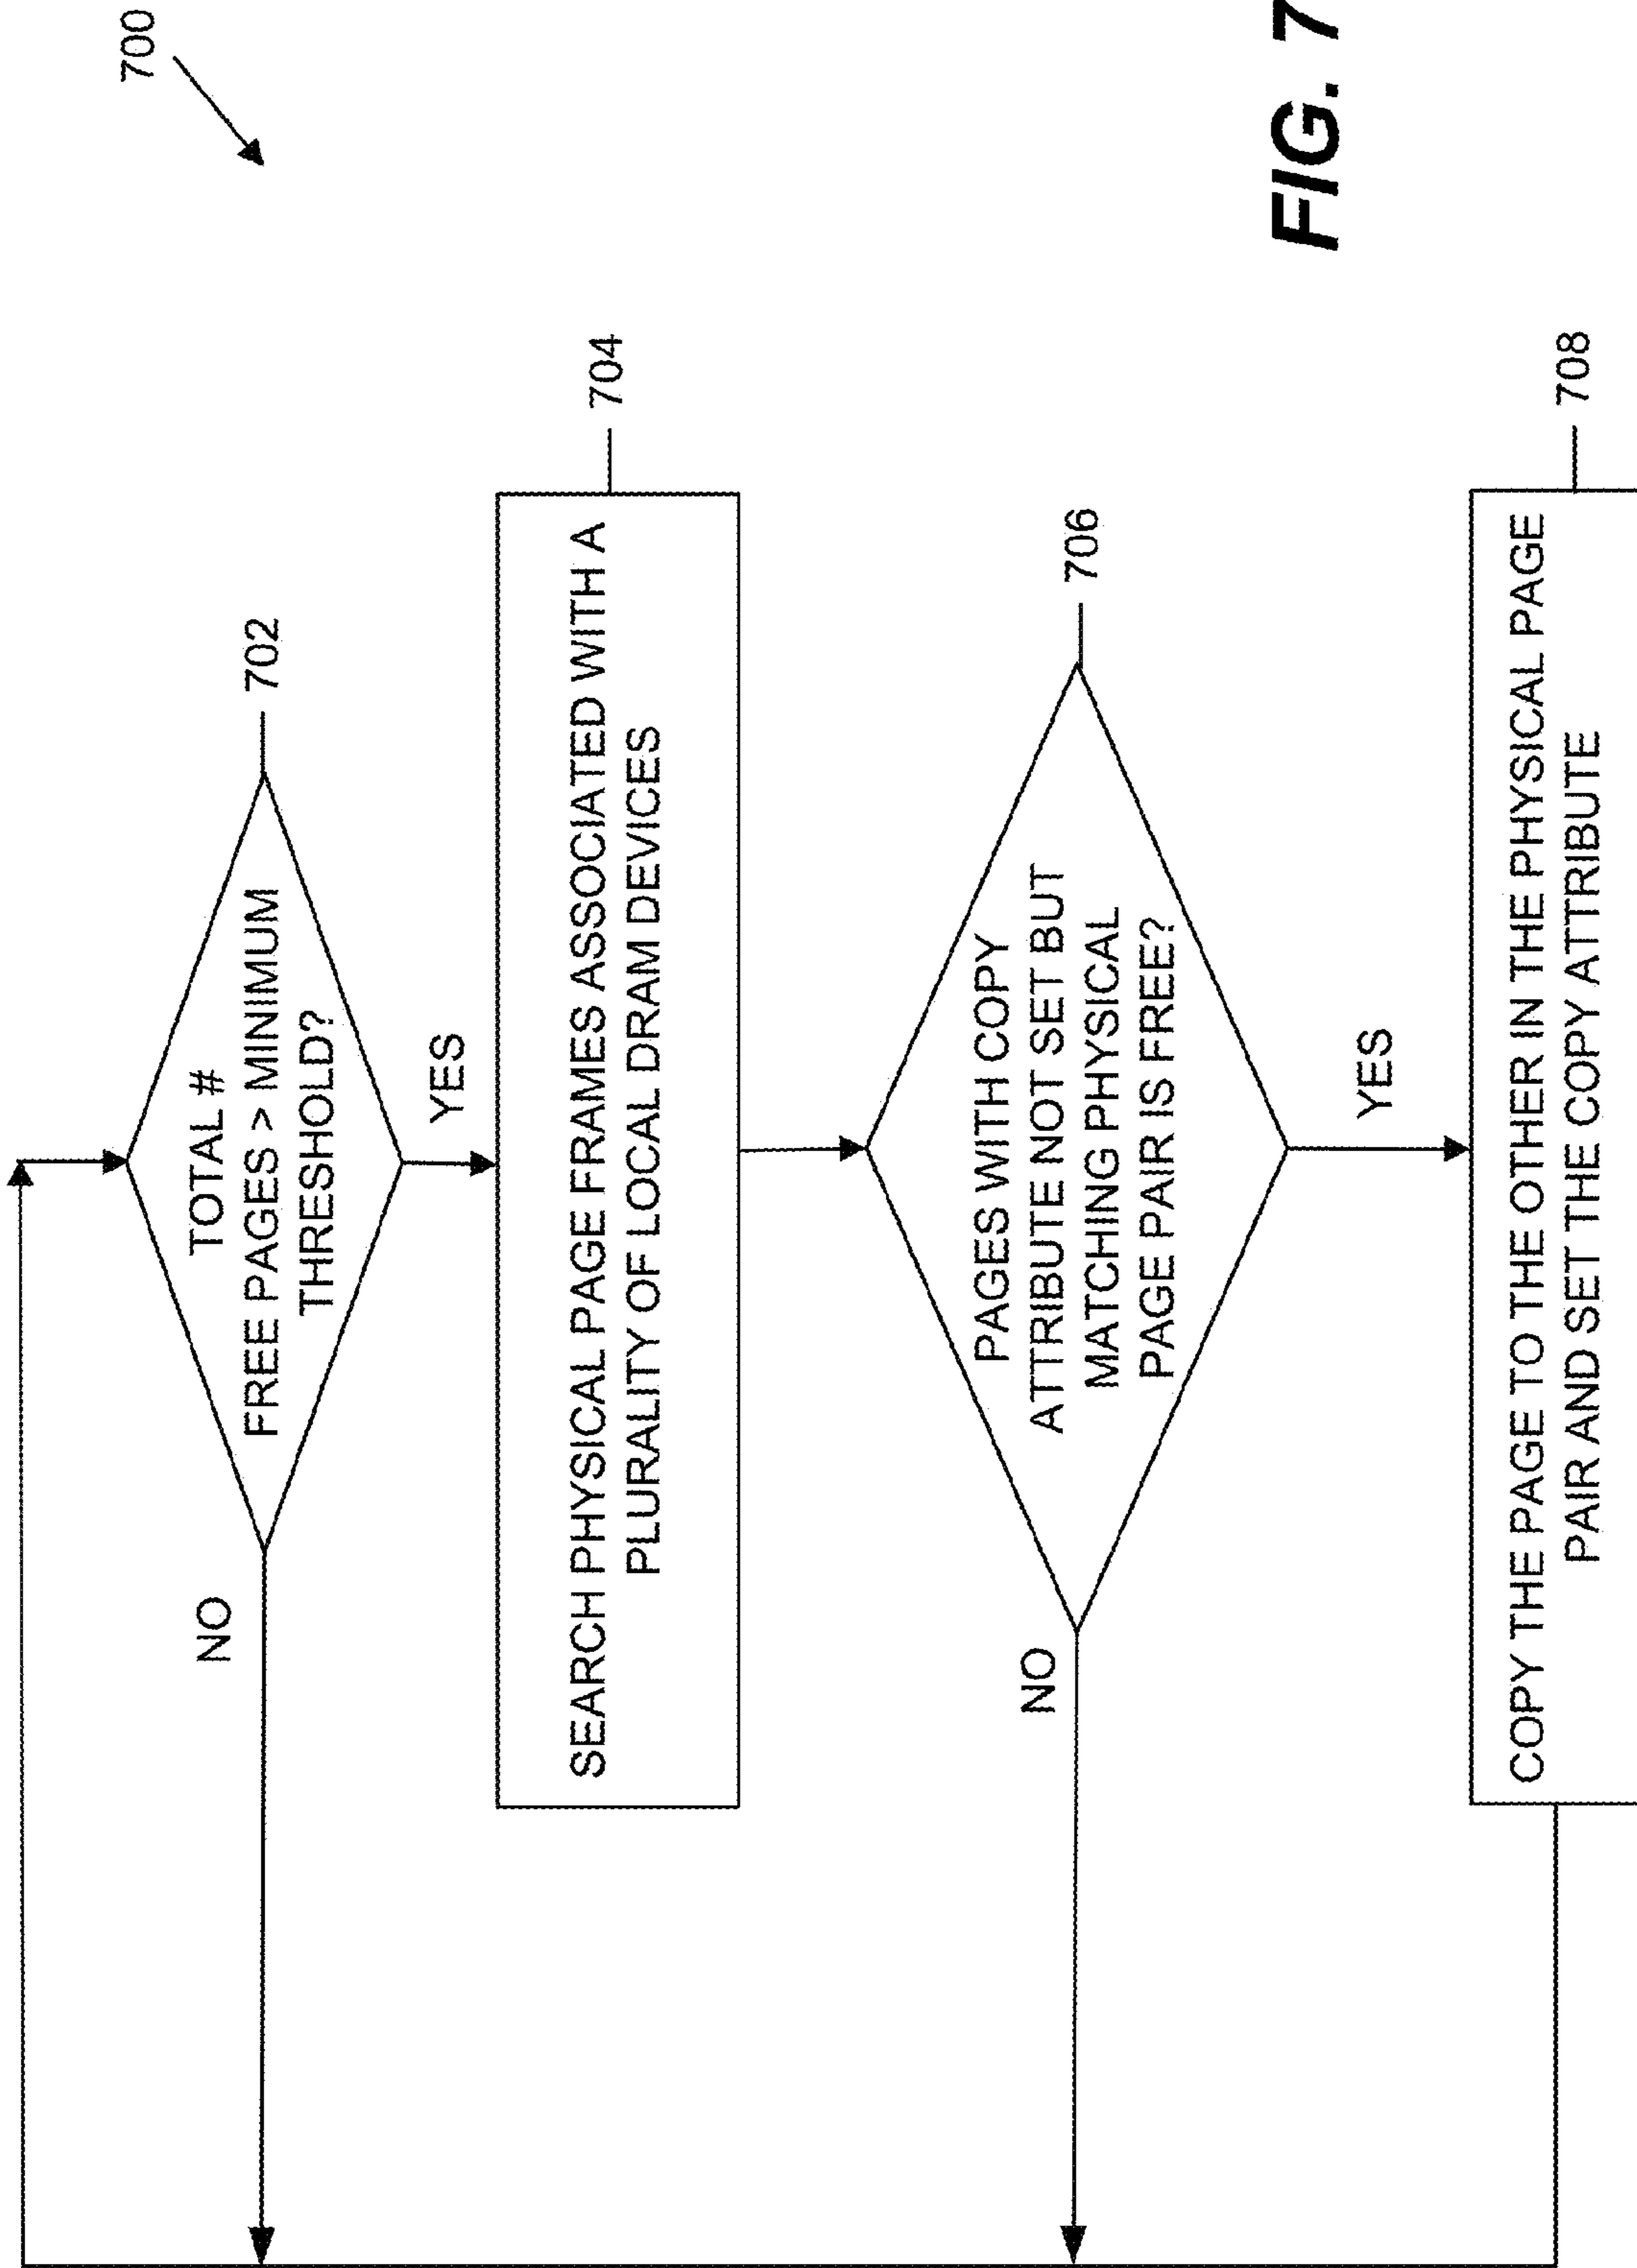 700
TOTAL #
FREE PAGES > MINIMUM
THRESHOLD?
702
NO
YES
SEARCH PHYSICAL PAGE FRAMES ASSOCIATED WITH A
PLURALITY OF LOCAL DRAM DEVICES
704
PAGES WITH COPY
ATTRIBUTE NOT SET BUT
MATCHING PHYSICAL
PAGE PAIR IS FREE?
706
NO
YES
COPY THE PAGE TO THE OTHER IN THE PHYSICAL PAGE
PAIR AND SET THE COPY ATTRIBUTE
708
FIG. 7